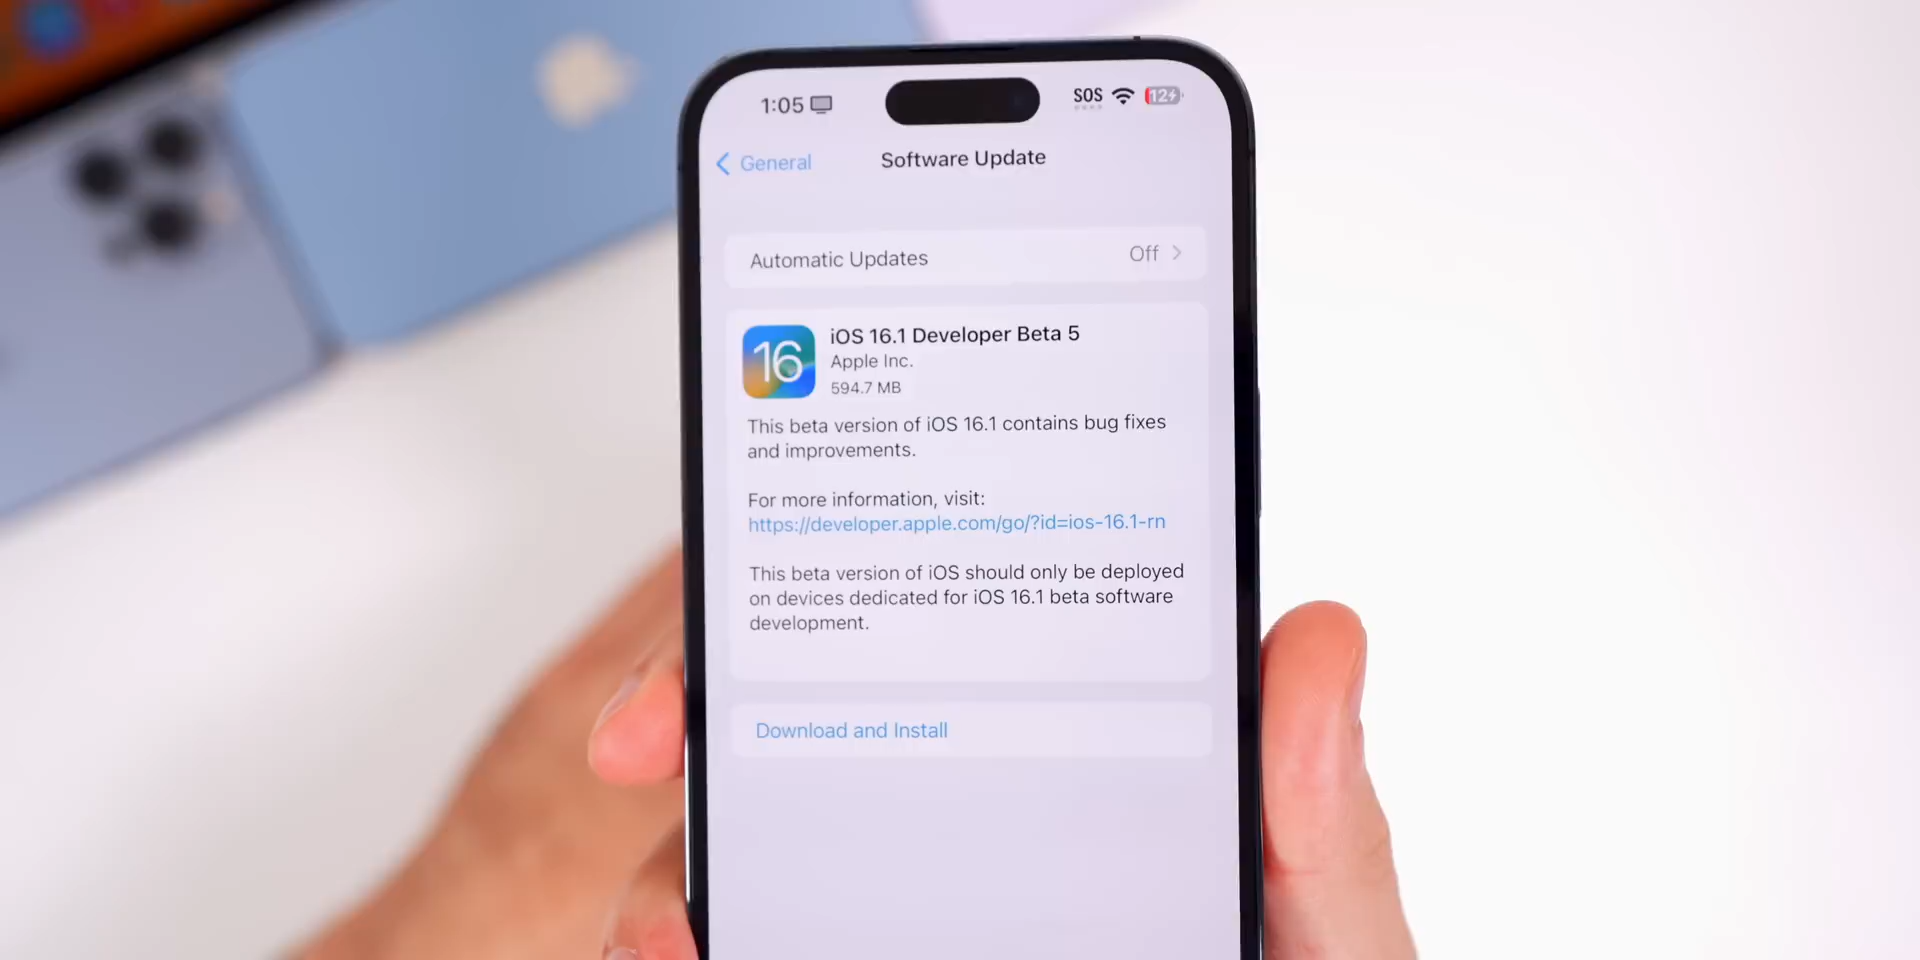 1:05
SOS
12
General
Software Update
Automatic Updates
Off
16
iOS 16.1 Developer Beta 5
Apple Inc.
594.7 MB
This beta version of iOS 16.1 contains bug fixes
and improvements.
For more information, visit:
https://developer.apple.com/go/?id=ios-16.1-rn
This beta version of iOS should only be deployed
on devices dedicated for iOS 16.1 beta software
development.
Download and Install